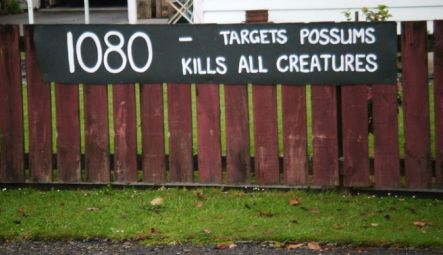 1080 - TARGETS POSSUMS
KILLS ALL CREATURES